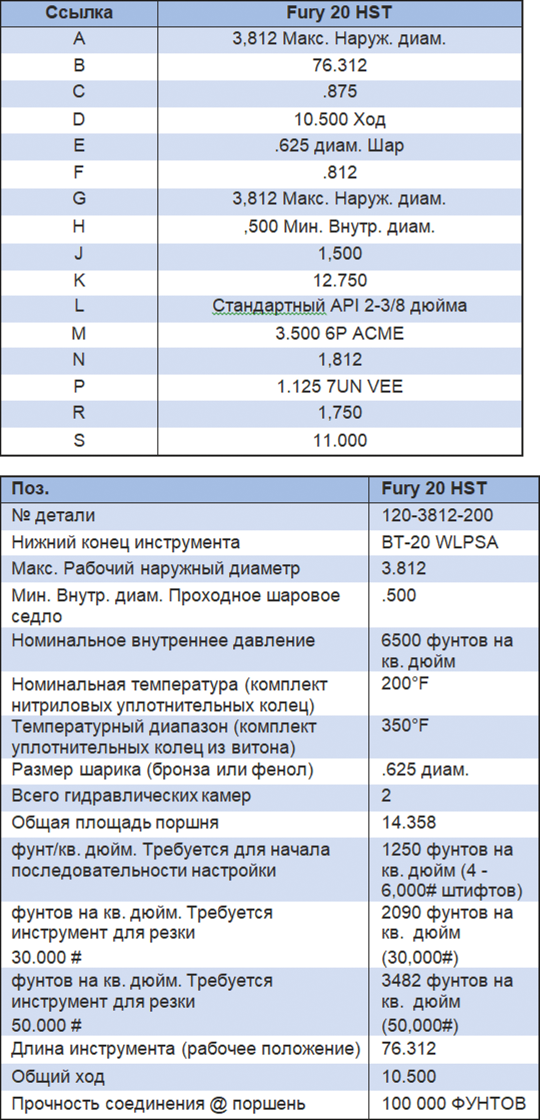 Ссылка Fury 20 HST
A 3,812 Макс. Наруж. диам.
B 76.312
C .875
D 10.500 Ход
E .625 диам. Шар
F .812
G 3,812 Макс. Наруж. диам.
H ,500 Мин. Внутр. диам.
J 1,500
K 12.750
L Стандартный API 2-3/8 дюйма
M 3.500 6P ACME
N 1,812
P 1.125 7UN VEE
R 1,750
S 11.000
Поз. Fury 20 HST
№ детали 120-3812-200
Нижний конец инструмента BT-20 WLPSA
Макс. Рабочий наружный диаметр 3.812
Мин. Внутр. диам. Проходное шаровое .500
седло
Номинальное внутреннее давление 6500 фунтов на
кв. дюйм
Номинальная температура (комплект 200°F
нитриловых уплотнительных колец)
Температурный диапазон (комплект 350°F
уплотнительных колец из витона)
Размер шарика (бронза или фенол) .625 диам.
Всего гидравлических камер 2
Общая площадь поршня 14.358
фунт/кв. дюйм. Требуется для начала 1250 фунтов на
последовательности настройки кв. дюйм (4 -
6,000# штифтов)
фунтов на кв. дюйм. Требуется 2090 фунтов на
инструмент для резки кв. дюйм
30.000 # (30,000#)
фунтов на кв. дюйм. Требуется 3482 фунтов на
инструмент для резки кв. дюйм
50.000 # (50,000#)
Длина инструмента (рабочее положение) 76.312
Общий ход 10.500
Прочность соединения @ поршень 100 000 ФУНТОВ